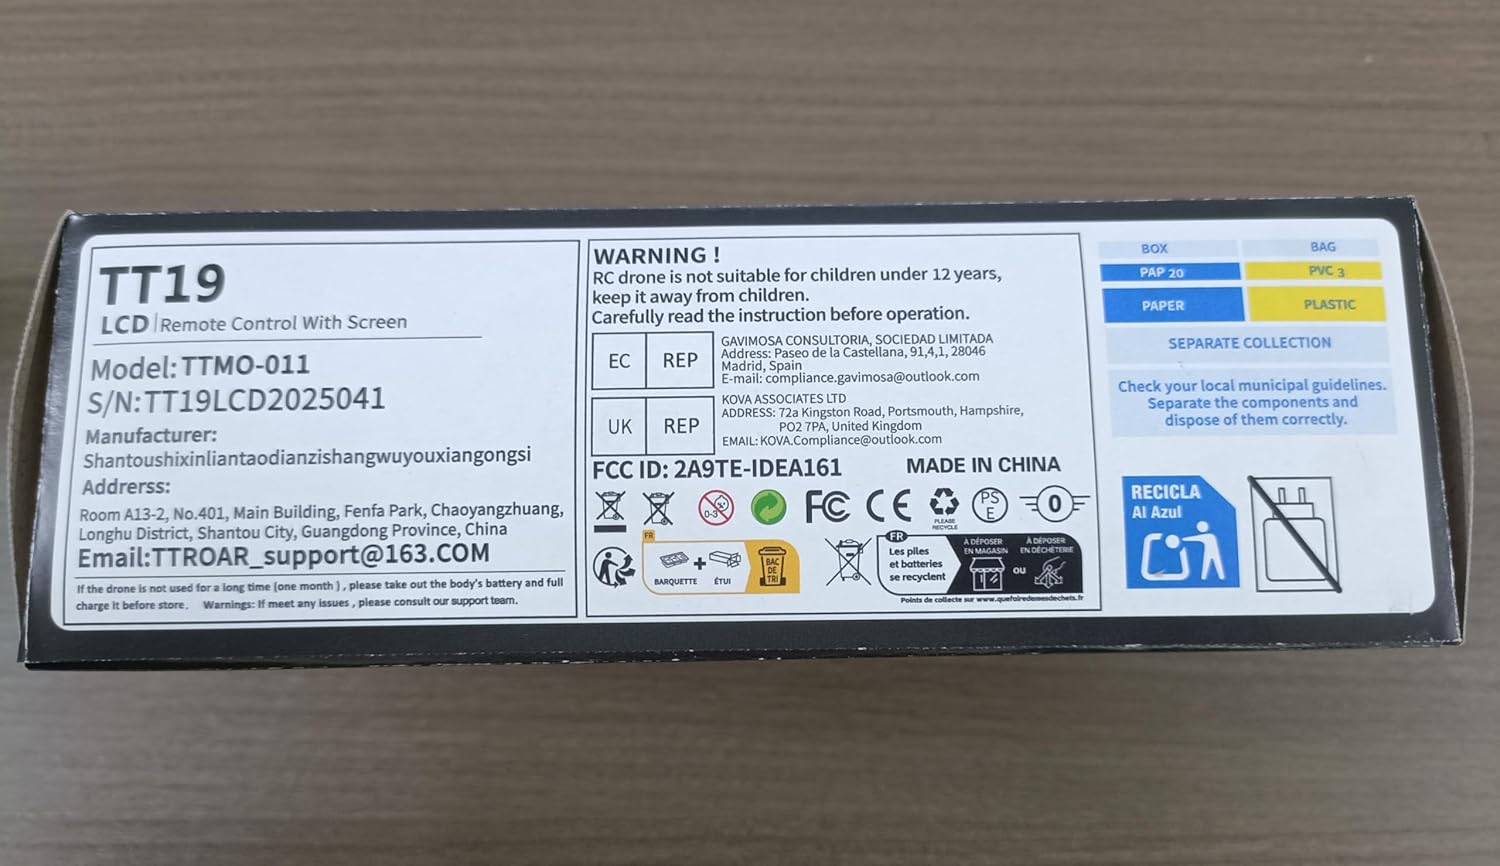 TT19
LCD Remote Control With Screen
Model:TTMO-011
S/N:TT19LCD2025041
Manufacturer:
Shantoushixinliantaodianzishangwuyouxiangongsi
Addrerss:
Room A13-2, No.401, Main Building, Fenfa Park, Chaoyangzhuang,
Longhu District, Shantou City, Guangdong Province, China
Email:TTROAR_support@163.COM
If the drone is not used for a long time (one month ) , please take out the body's battery and full
charge it before store. Warnings: If meet any issues , please consult our support team.
WARNING !
RC drone is not suitable for children under 12 years,
keep it away from children.
Carefully read the instruction before operation.
EC REP
GAVIMOSA CONSULTORIA, SOCIEDAD LIMITADA
Address: Paseo de la Castellana, 91,4,1, 28046
Madrid, Spain
E-mail: compliance.gavimosa@outlook.com
UK REP
KOVA ASSOCIATES LTD
ADDRESS: 72a Kingston Road, Portsmouth, Hampshire,
PO2 7PA, United Kingdom
EMAIL: KOVA.Compliance@outlook.com
FCC ID: 2A9TE-IDEA161 MADE IN CHINA
0-3
FC CE
PLEASE
RECYCLE
PS
E
0
FR
BARQUETTE + ÉTUI
BAC
DE
TRI
FR
Les piles
et batteries
se recyclent
À DÉPOSER
EN MAGASIN
OU
À DÉPOSER
EN DÉCHÈTERIE
Points de collecte sur www.quefairedemesdechets.fr
BOX BAG
PAP 20 PVC 3
PAPER PLASTIC
SEPARATE COLLECTION
Check your local municipal guidelines.
Separate the components and
dispose of them correctly.
RECICLA
Al Azul